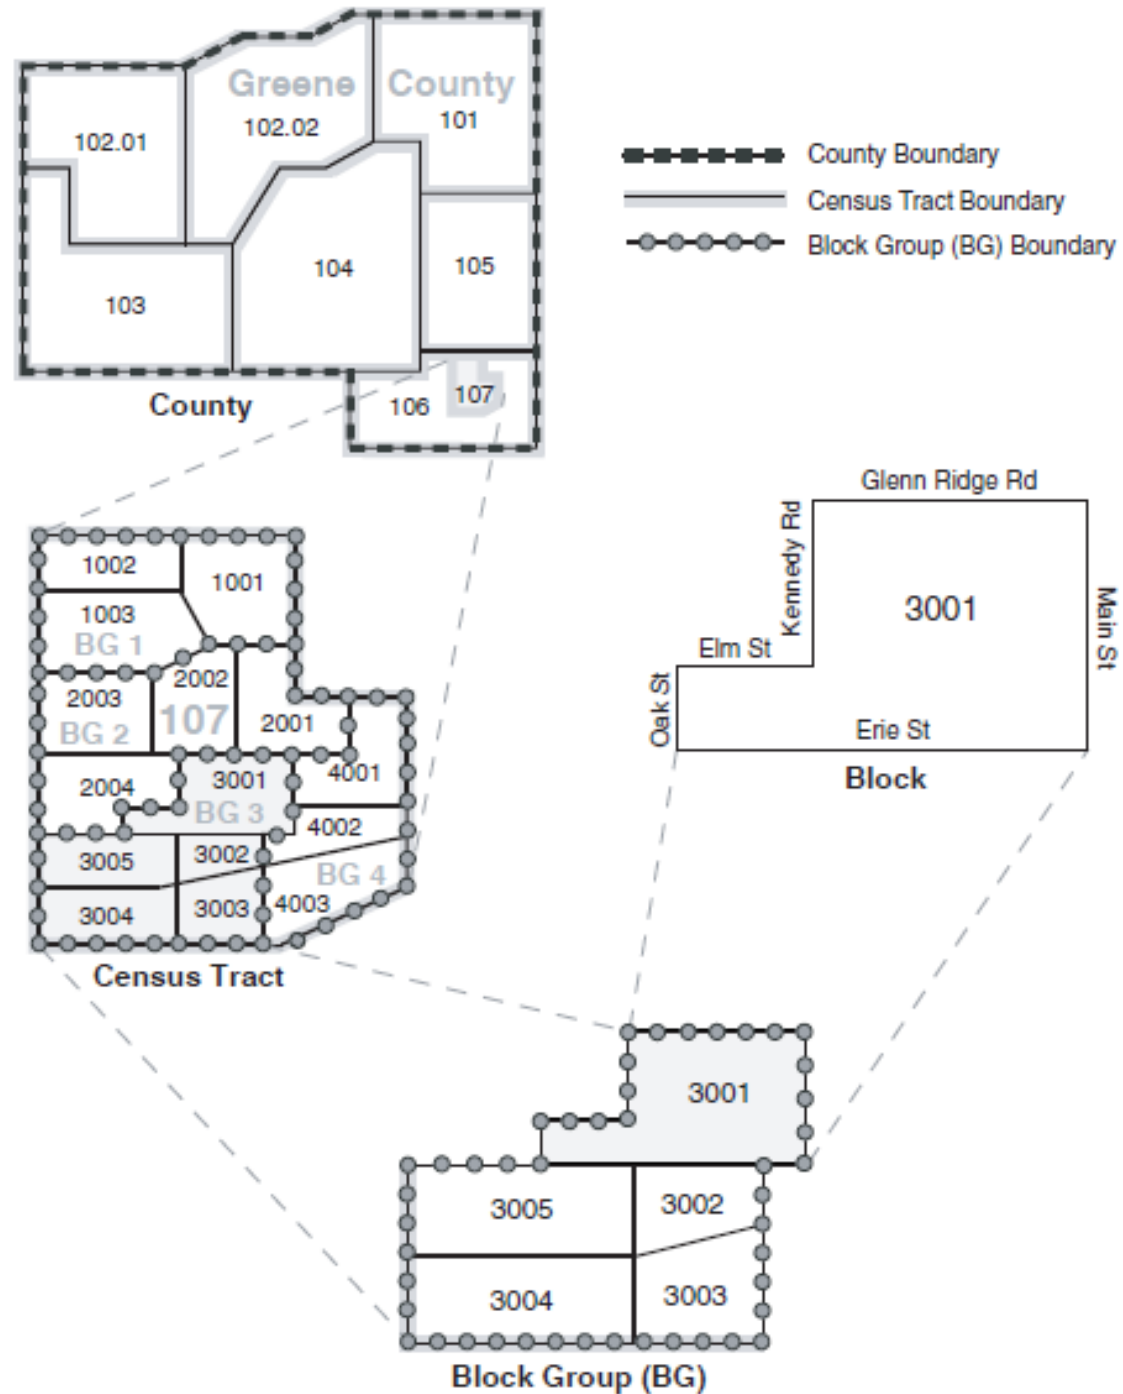 Greene County
102.01
102.02
101
103
104
105
106
107
County
County Boundary
Census Tract Boundary
Block Group (BG) Boundary
1002
1001
1003
BG 1
2003
2002
BG 2
107
2001
2004
3001
4001
BG 3
4002
3005
3002
BG 4
3004
3003
4003
Census Tract
Glenn Ridge Rd
Kennedy Rd
3001
Main St
Elm St
Oak St
Erie St
Block
3001
3005
3002
3004
3003
Block Group (BG)